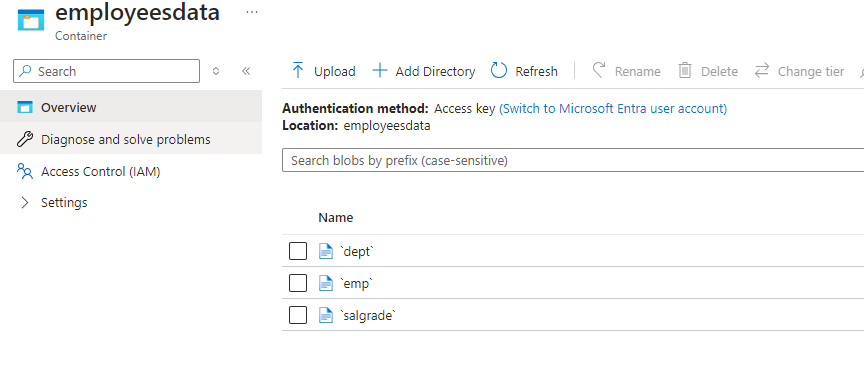 employeesdata ...
Container
Search
Overview
Diagnose and solve problems
Access Control (IAM)
Settings
Upload Add Directory Refresh Rename Delete Change tier
Authentication method: Access key (Switch to Microsoft Entra user account)
Location: employeesdata
Search blobs by prefix (case-sensitive)
Name
`dept`
`emp`
`salgrade`